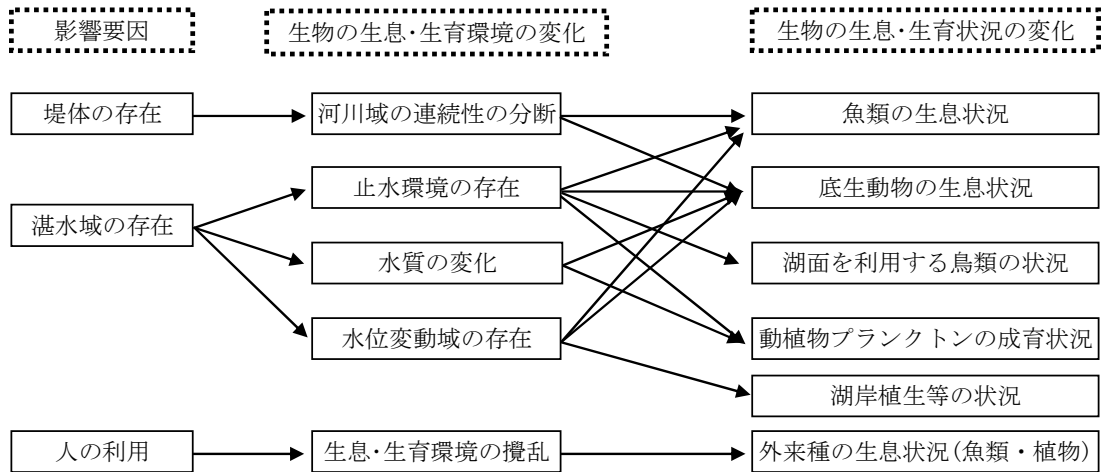 影響要因
生物の生息･生育環境の変化
生物の生息･生育状況の変化
堤体の存在
河川域の連続性の分断
魚類の生息状況
止水環境の存在
底生動物の生息状況
湛水域の存在
水質の変化
湖面を利用する鳥類の状況
水位変動域の存在
動植物プランクトンの成育状況
湖岸植生等の状況
人の利用
生息･生育環境の攪乱
外来種の生息状況(魚類・植物)